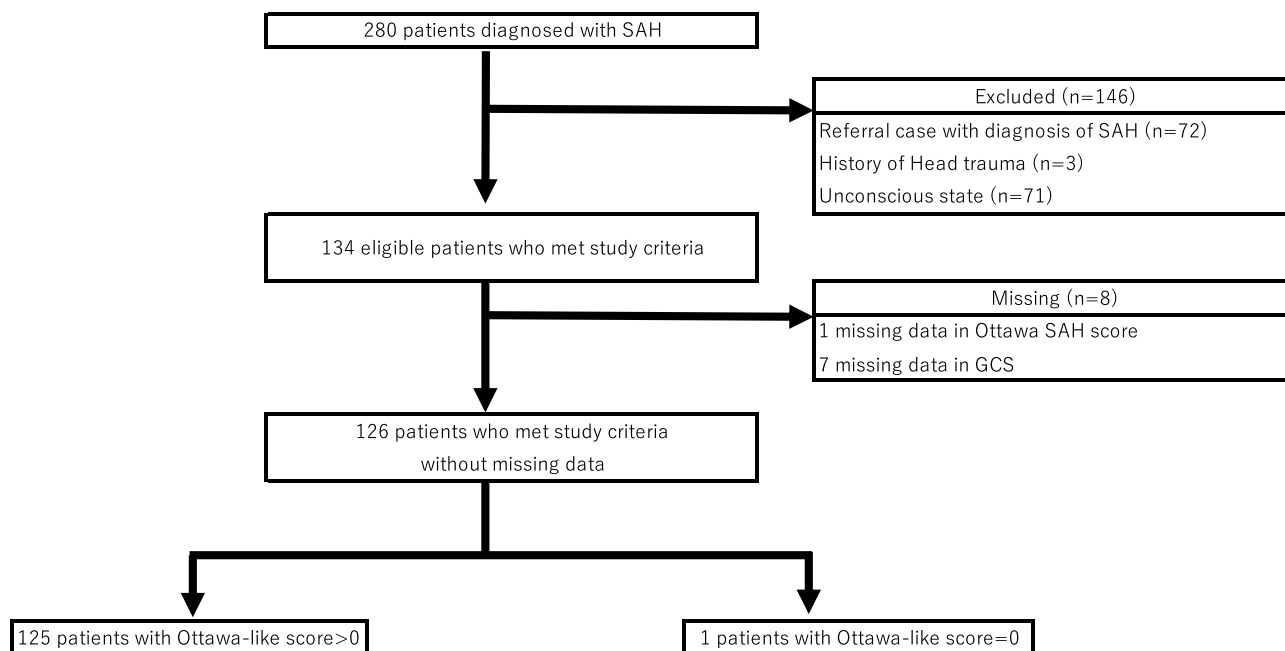 280 patients diagnosed with SAH
Excluded (n=146)
Referral case with diagnosis of SAH (n=72)
History of Head trauma (n=3)
Unconscious state (n=71)
134 eligible patients who met study criteria
Missing (n=8)
1 missing data in Ottawa SAH score
7 missing data in GCS
126 patients who met study criteria
without missing data
125 patients with Ottawa-like score>0
1 patients with Ottawa-like score=0